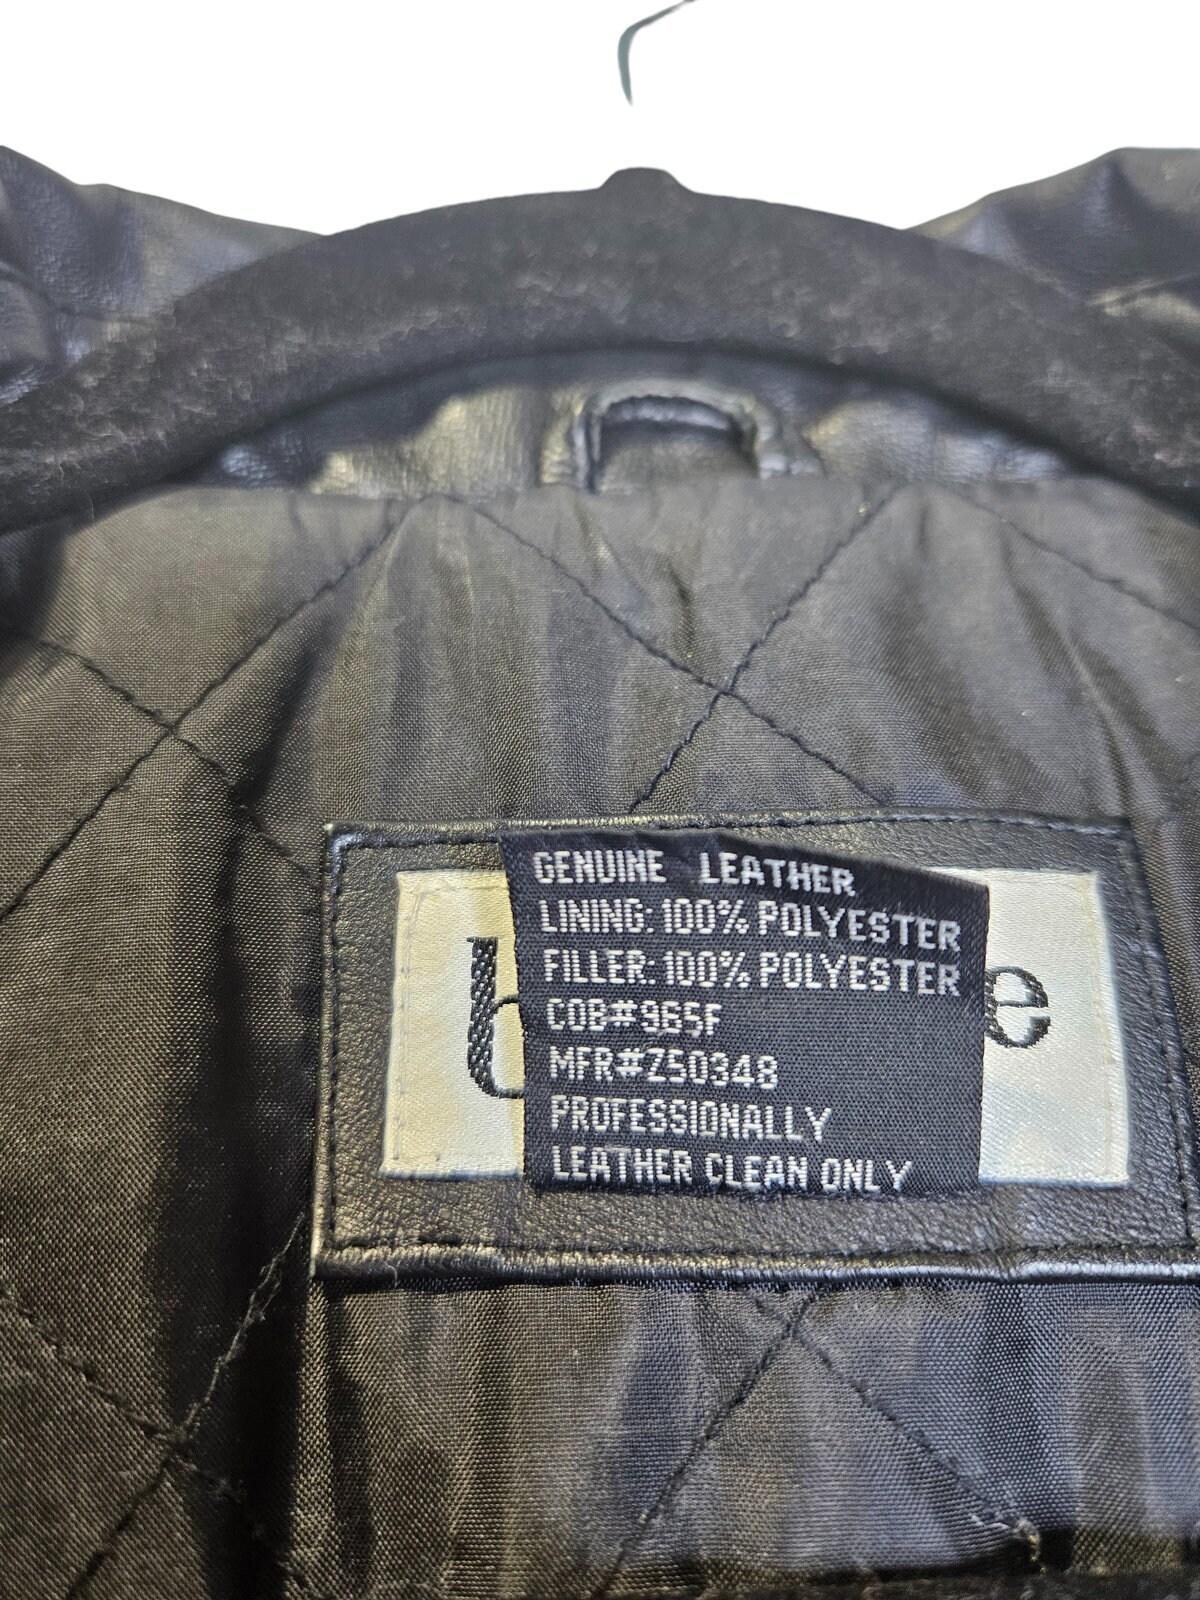 GENUINE LEATHER
LINING: 100% POLYESTER
FILLER: 100% POLYESTER
COB#965F
MFR#Z50348
PROFESSIONALLY
LEATHER CLEAN ONLY